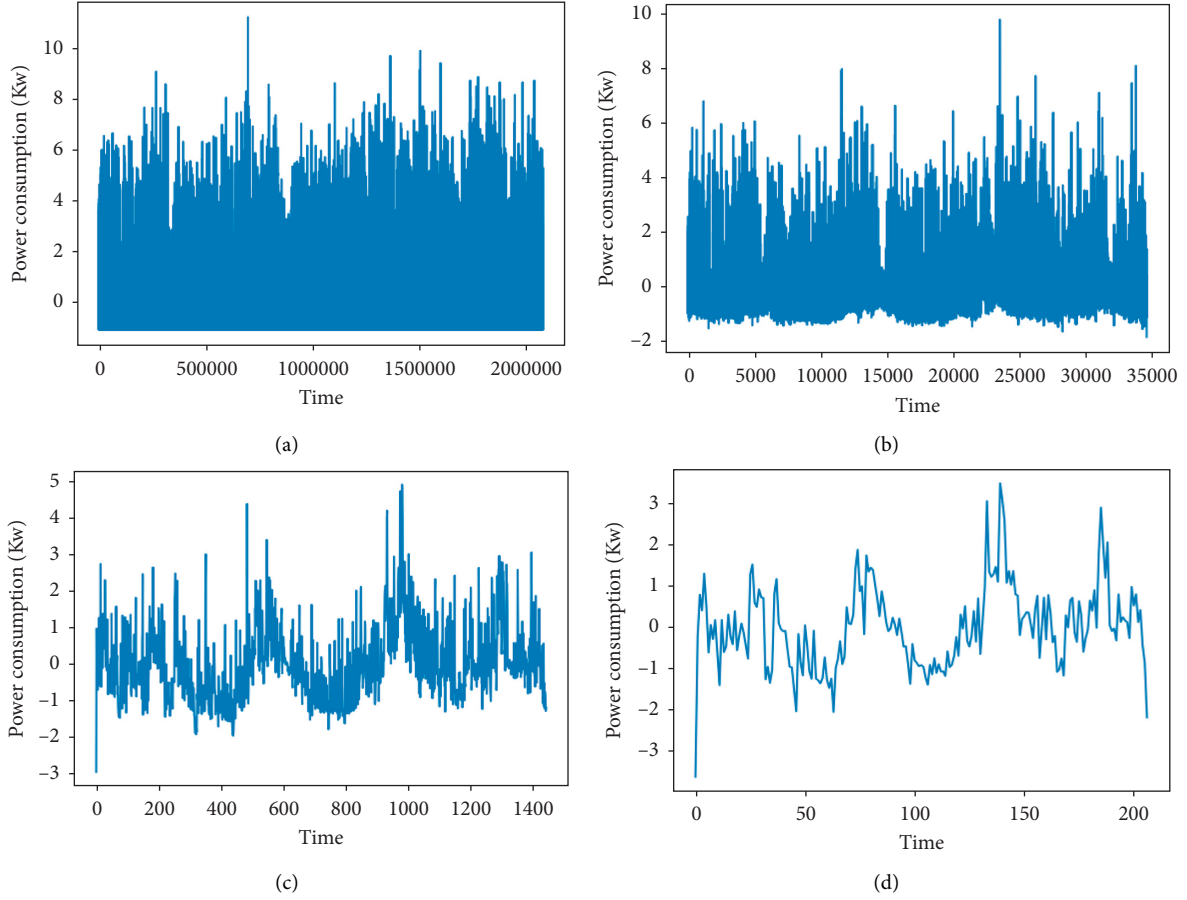 Power consumption (Kw)
10
8
6
4
2
0
0 500000 1000000 1500000 2000000
Time
(a)
Power consumption (Kw)
10
8
6
4
2
0
−2
0 5000 10000 15000 20000 25000 30000 35000
Time
(b)
Power consumption (Kw)
5
4
3
2
1
0
−1
−2
−3
0 200 400 600 800 1000 1200 1400
Time
(c)
Power consumption (Kw)
3
2
1
0
−1
−2
−3
0 50 100 150 200
Time
(d)